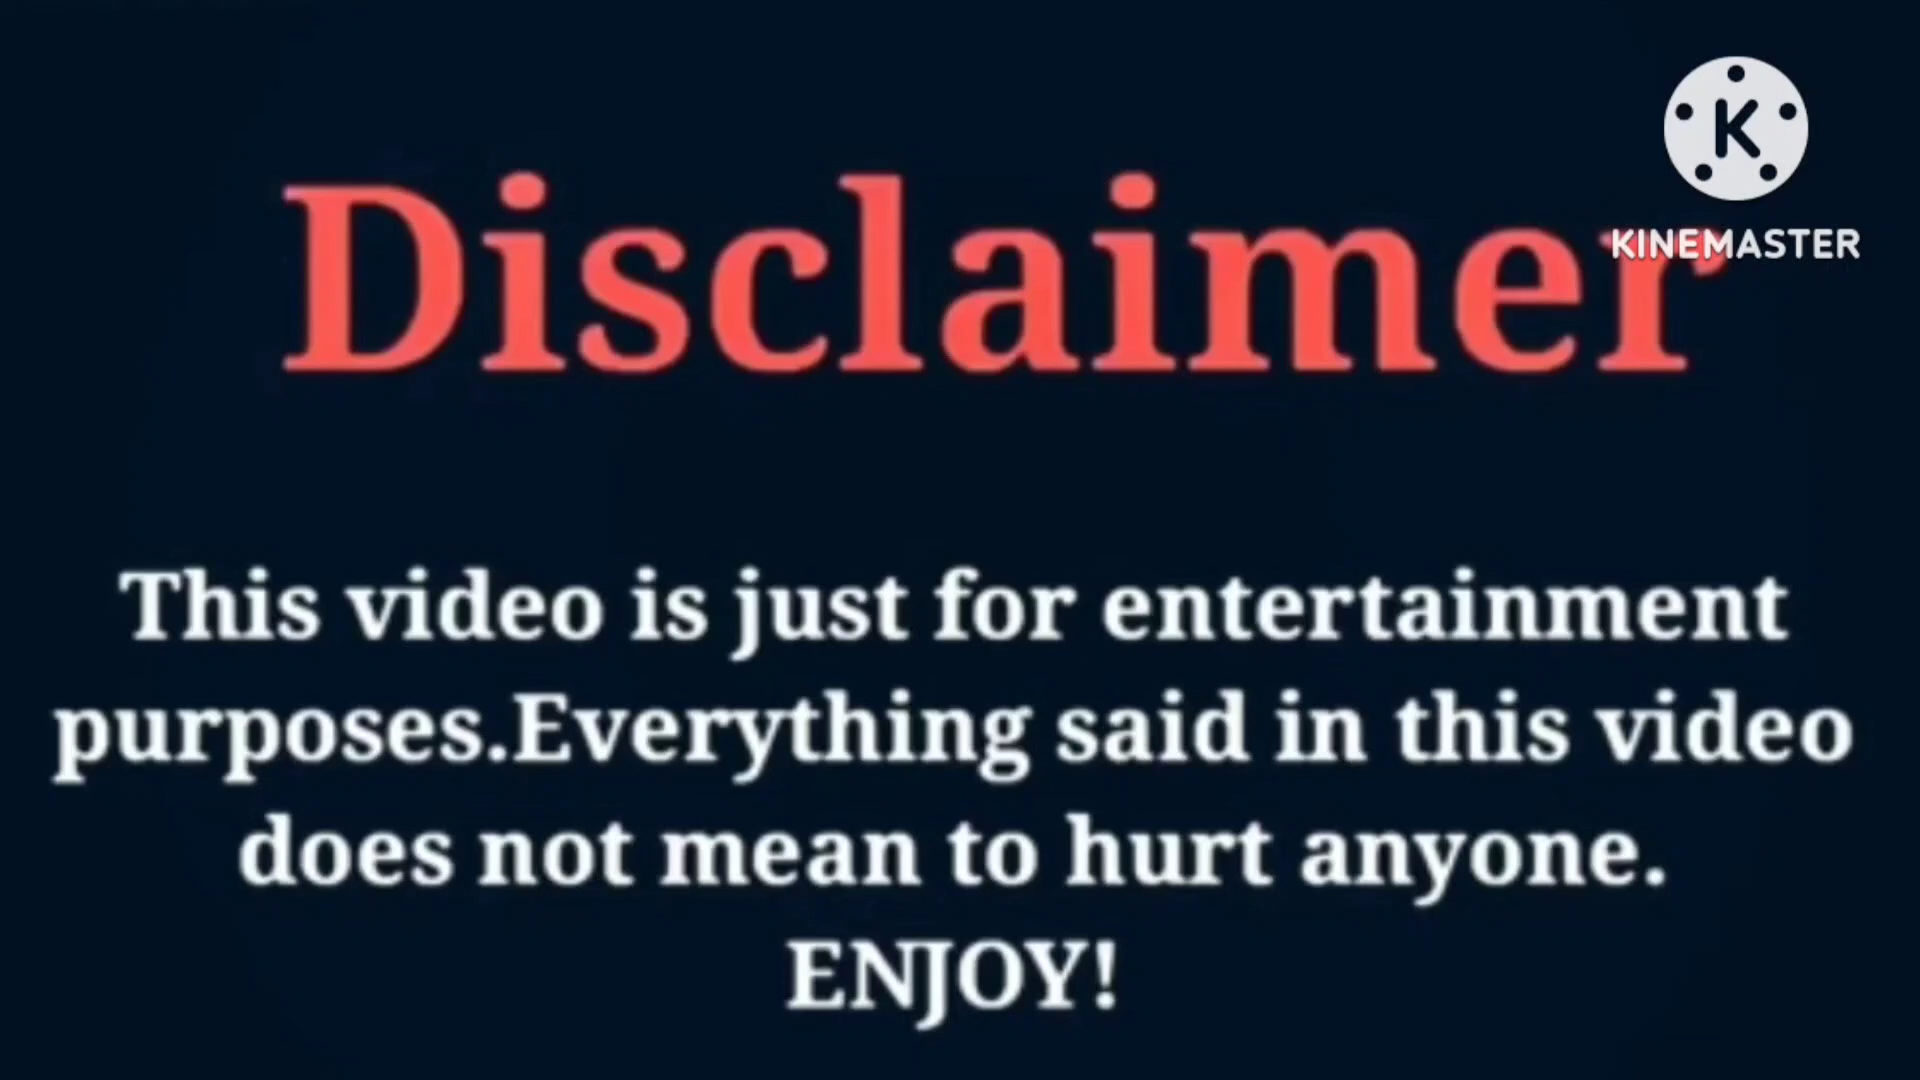 K
KINEMASTER
Disclaimer
This video is just for entertainment
purposes.Everything said in this video
does not mean to hurt anyone.
ENJOY!